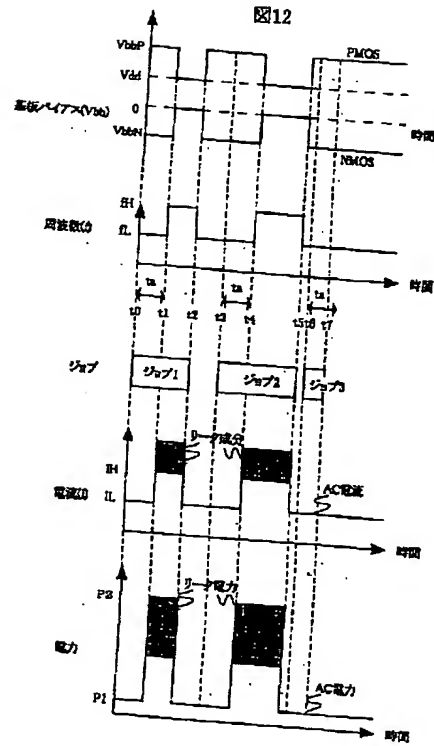 図12
VbbP
PMOS
Vdd
基板バイアス(Vbb)
0
時間
VbbN
NMOS
fH
周波数(f)
fL
時間
ta
ta
ta
t0
t1
t2
t3
t4
t5
t6
t7
ジョブ
ジョブ1
ジョブ2
ジョブ3
リーク成分
IH
電流(I)
IL
AC電流
時間
P2
リーク電力
電力
P1
AC電力
時間